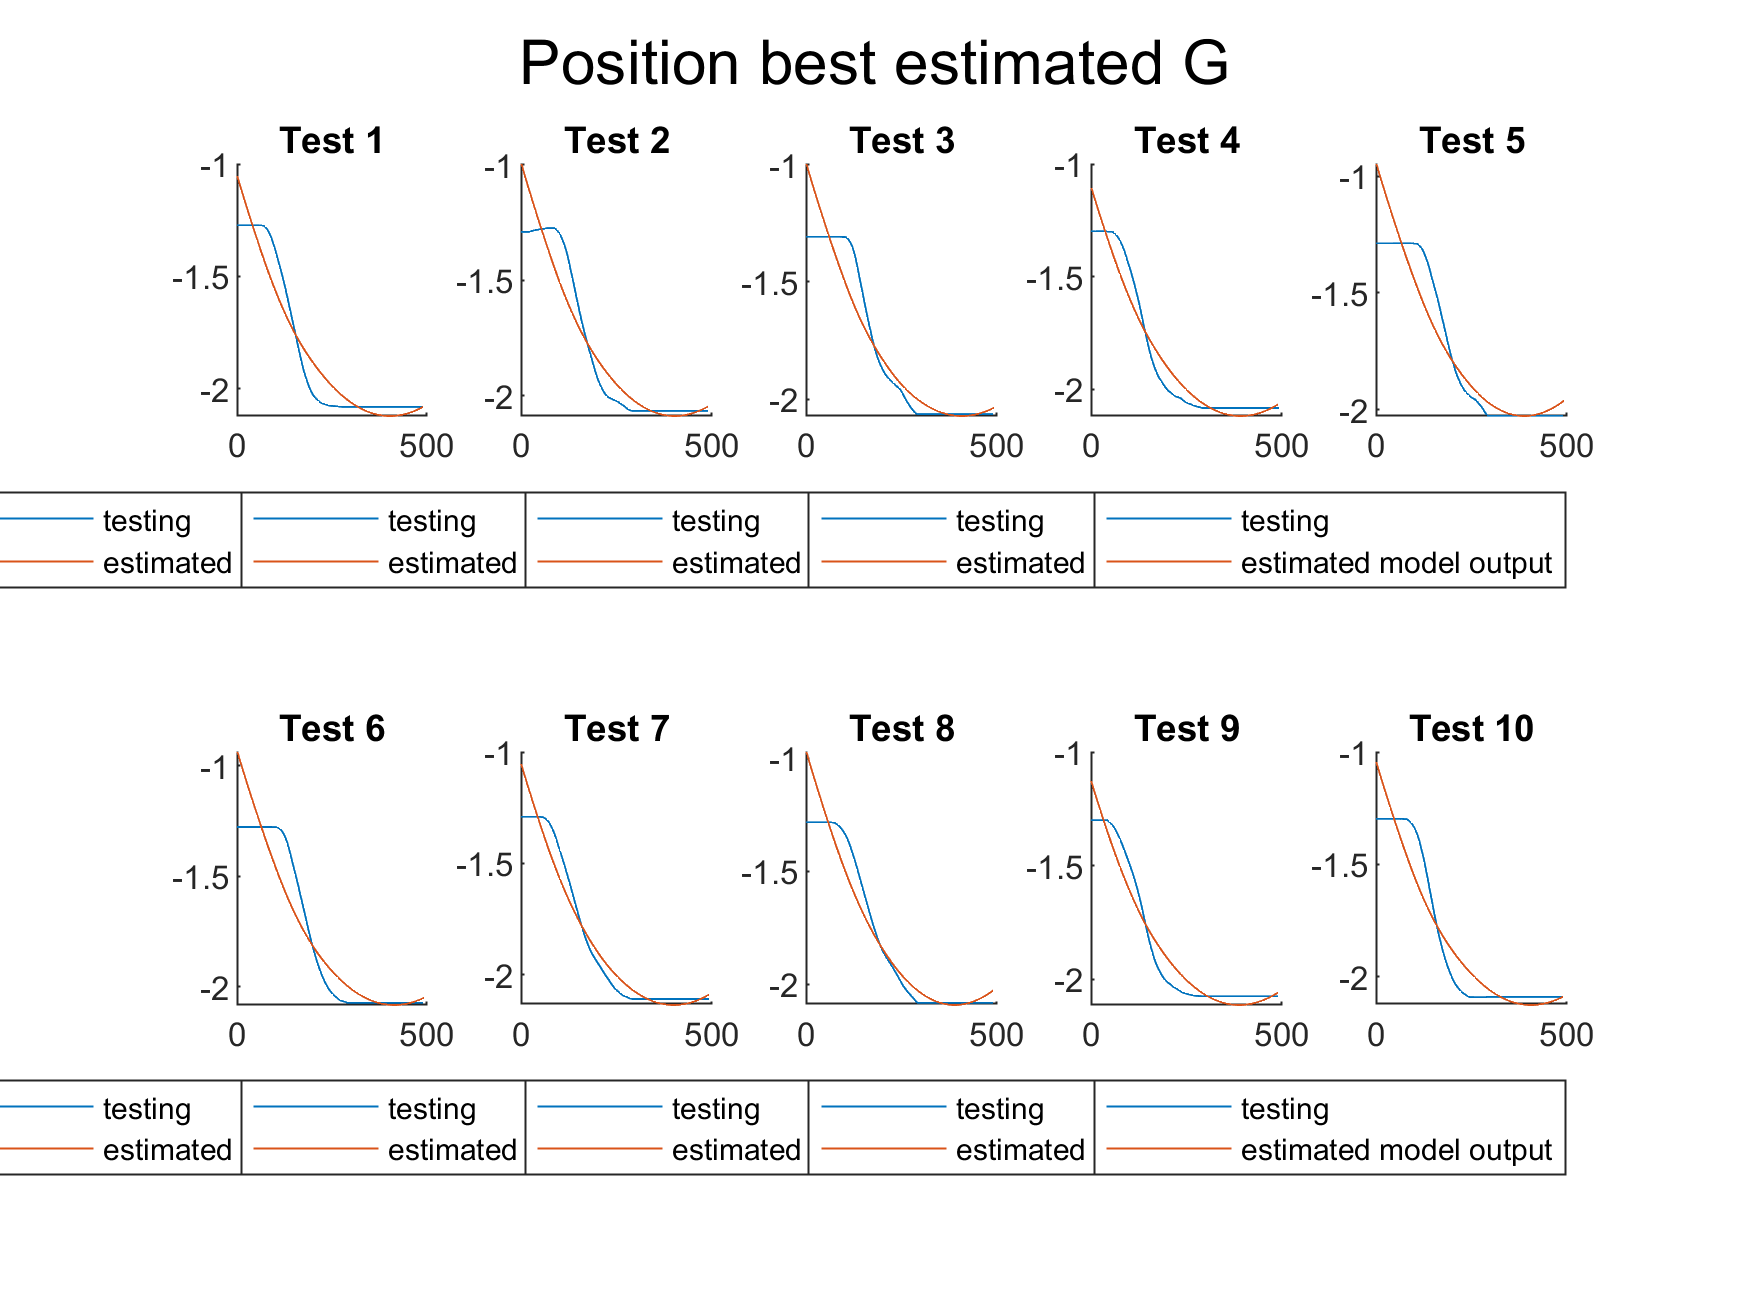 Position best estimated G
Test 1 Test 2 Test 3 Test 4 Test 5
-1 -1 -1 -1 -1
-1.5 -1.5 -1.5 -1.5 -1.5
-2 -2 -2 -2 -2
0 500 0 500 0 500 0 500 0 500
testing testing testing testing testing
estimated estimated estimated estimated estimated model output
Test 6 Test 7 Test 8 Test 9 Test 10
-1 -1 -1 -1 -1
-1.5 -1.5 -1.5 -1.5 -1.5
-2 -2 -2 -2 -2
0 500 0 500 0 500 0 500 0 500
testing testing testing testing testing
estimated estimated estimated estimated estimated model output